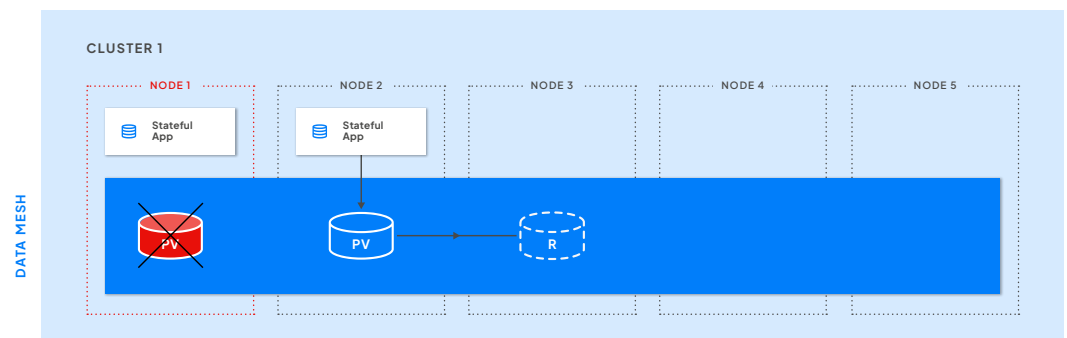 CLUSTER 1
NODE 1
NODE 2
NODE 3
NODE 4
NODE 5
Stateful
App
Stateful
App
DATA MESH
PV
PV
R